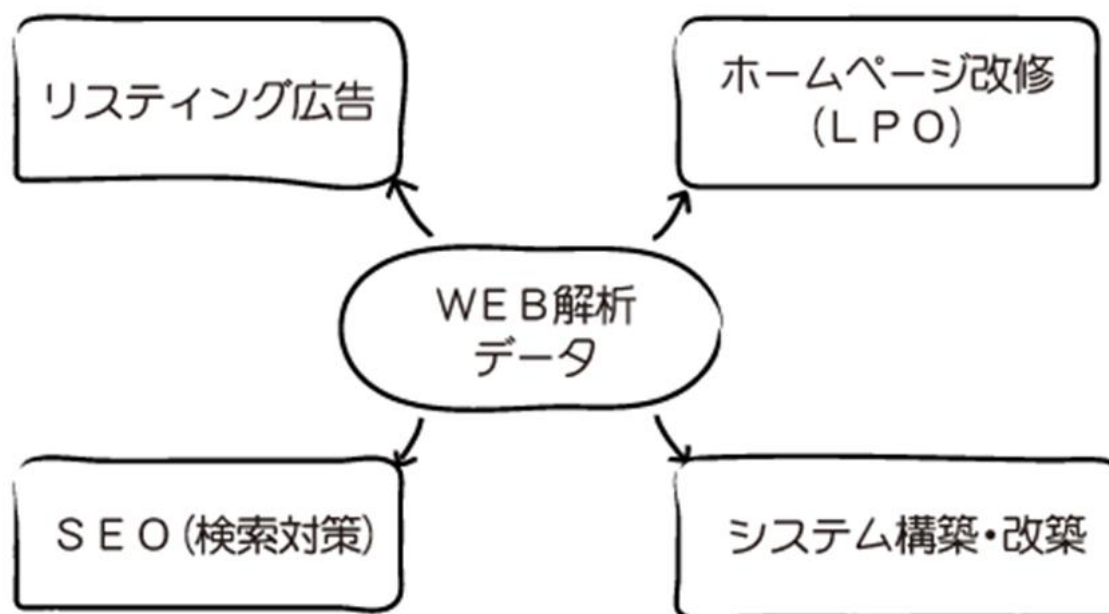 リスティング広告
ホームページ改修
(ＬＰＯ)
ＷＥＢ解析
データ
ＳＥＯ(検索対策)
システム構築・改築